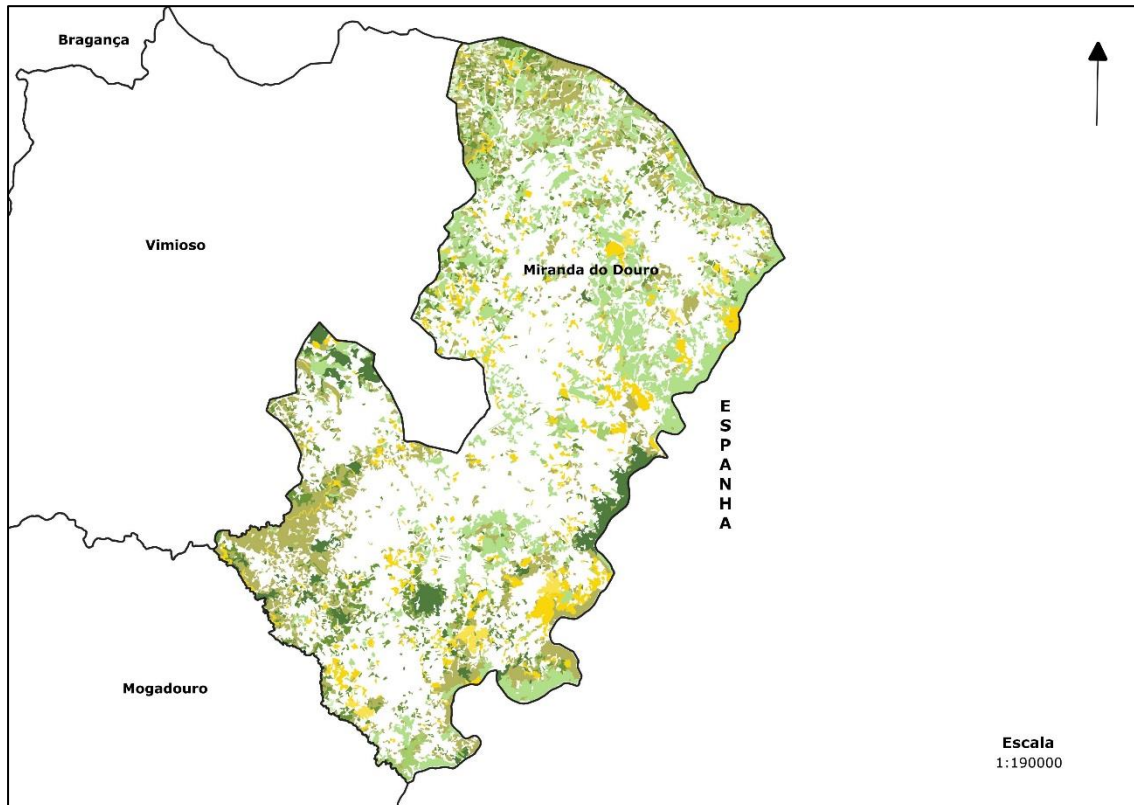 Bragança
Vimioso
Miranda do Douro
E
S
P
A
N
H
A
Mogadouro
Escala
1:190000